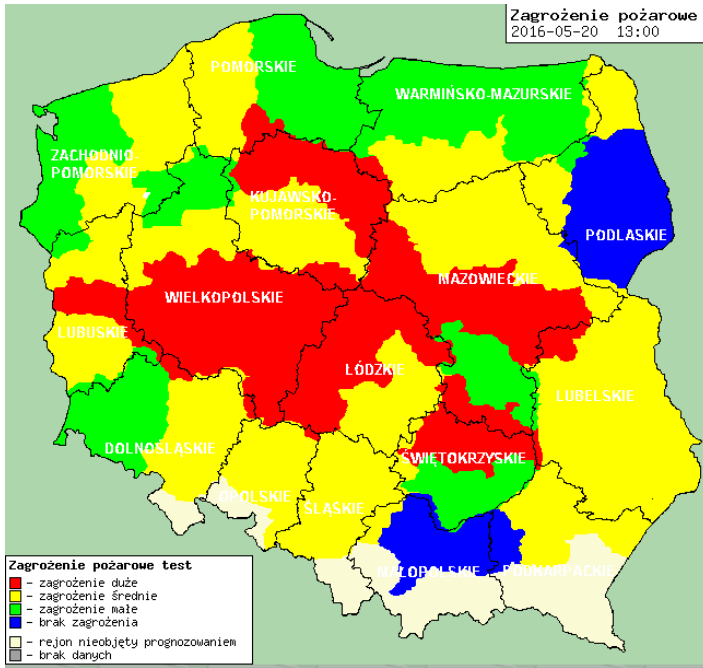 Zagrożenie pożarowe
2016-05-20 13:00
POMORSKIE
WARMIŃSKO-MAZURSKIE
ZACHODNIO-
POMORSKIE
KUJAWSKO-
POMORSKIE
PODLASKIE
MAZOWIECKIE
WIELKOPOLSKIE
LUBUSKIE
ŁÓDZKIE
LUBELSKIE
DOLNOŚLĄSKIE
ŚWIĘTOKRZYSKIE
OPOLSKIE
ŚLĄSKIE
MAŁOPOLSKIE
PODKARPACKIE
Zagrożenie pożarowe test
- zagrożenie duże
- zagrożenie średnie
- zagrożenie małe
- brak zagrożenia
- rejon nieobjęty prognozowaniem
- brak danych